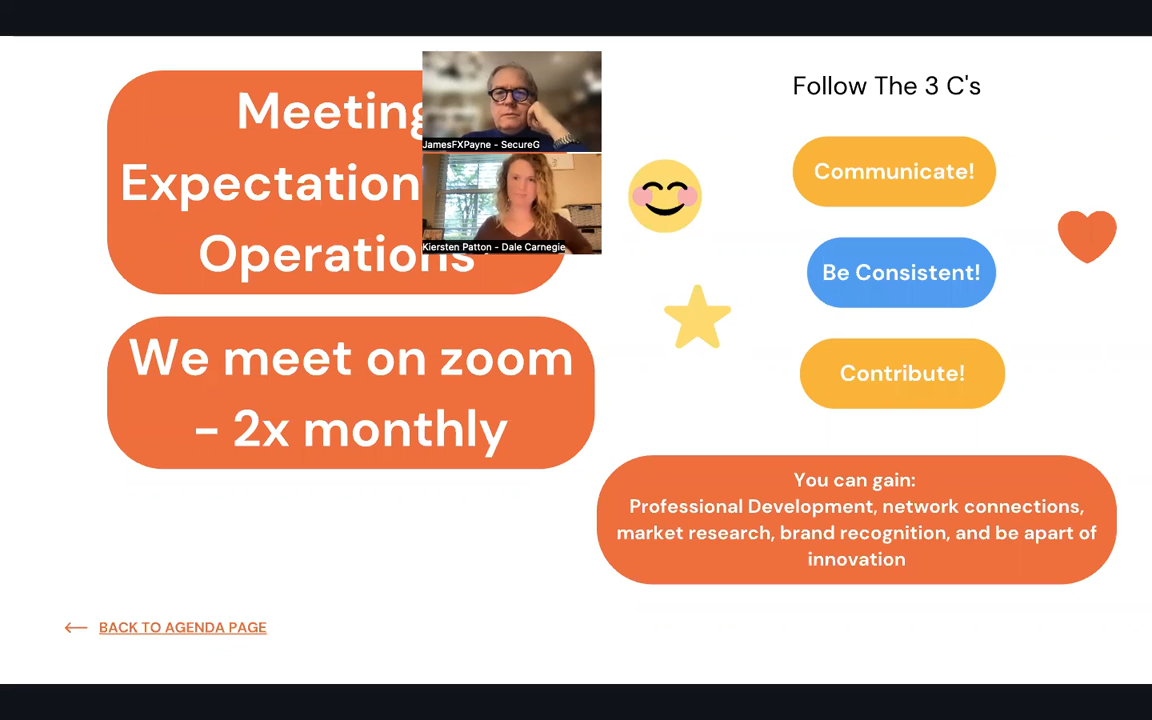 Meeting
Expectation
Operations
JamesFXPayne - SecureG
Kiersten Patton - Dale Carnegie
We meet on zoom
- 2x monthly
Follow The 3 C's
Communicate!
Be Consistent!
Contribute!
You can gain:
Professional Development, network connections,
market research, brand recognition, and be apart of
innovation
BACK TO AGENDA PAGE